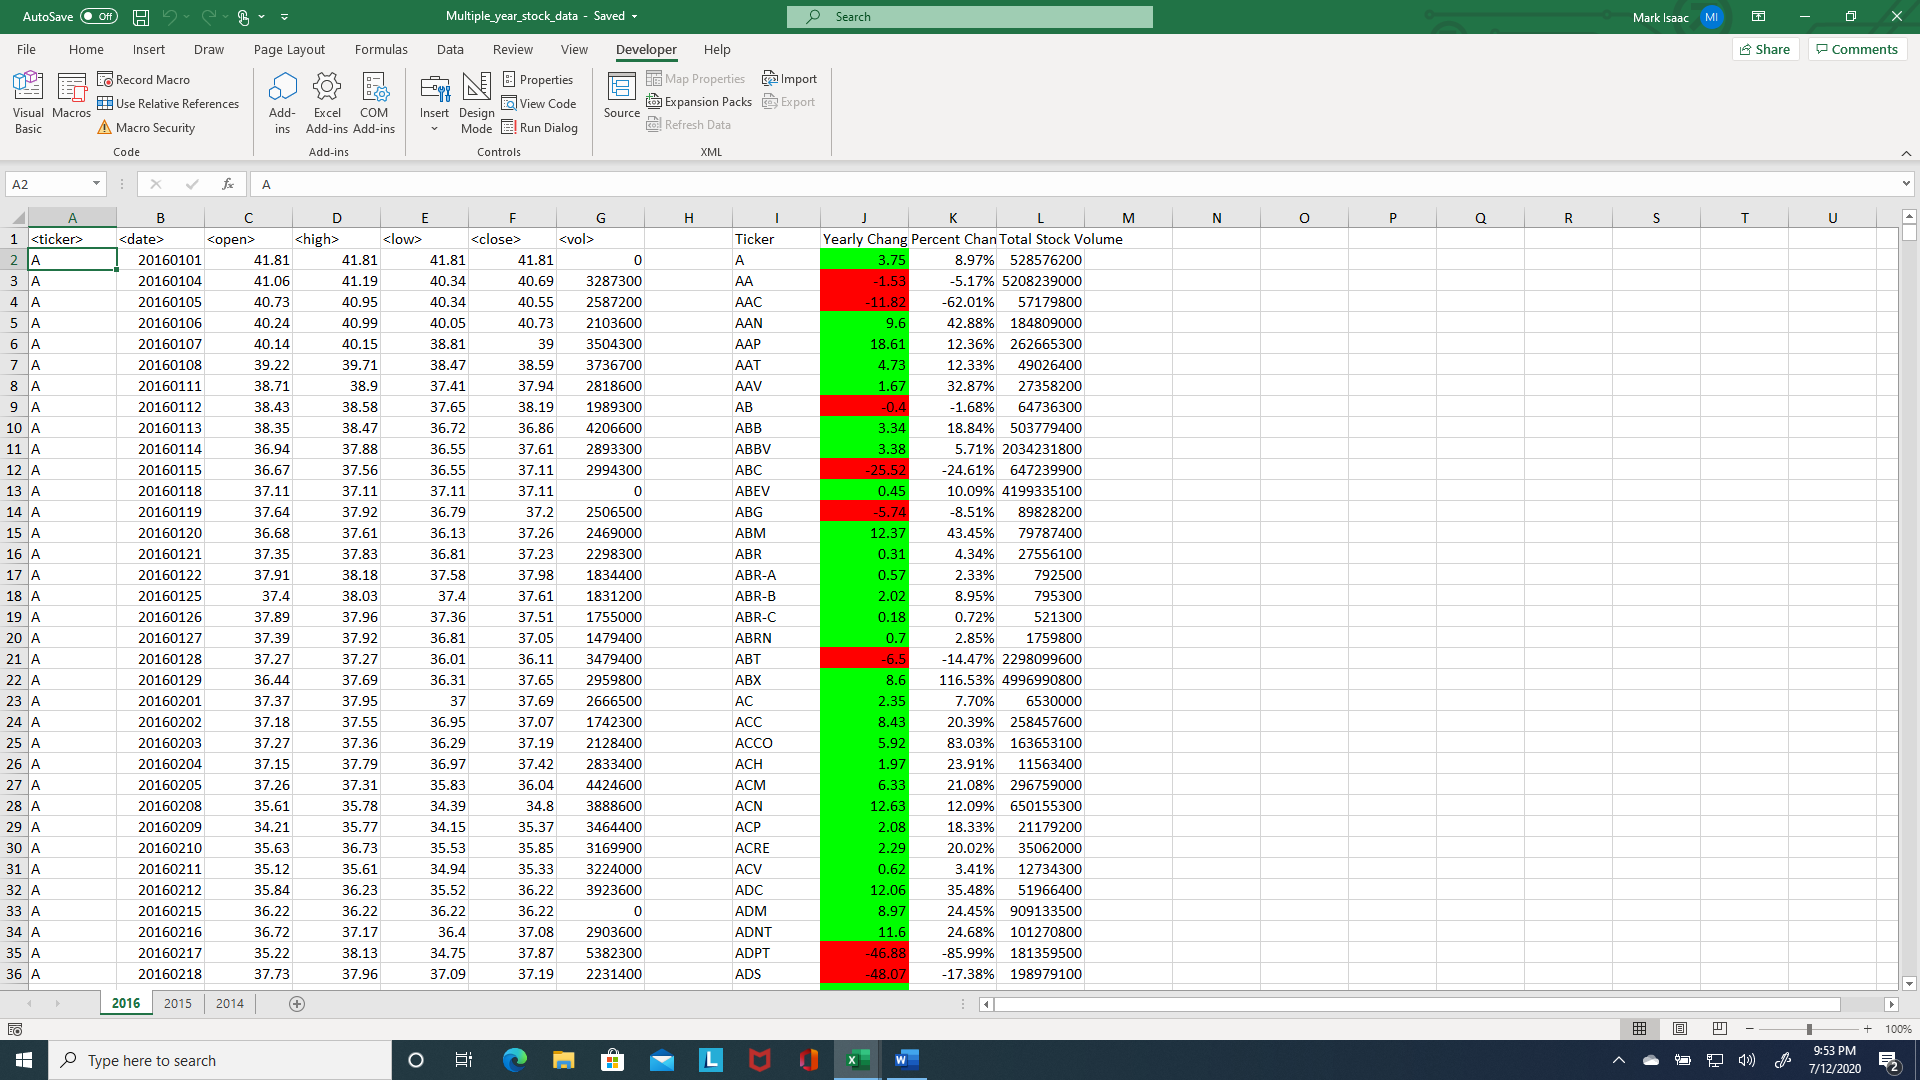 AutoSave Off Multiple_year_stock_data - Saved Search Mark Isaac MI
File Home Insert Draw Page Layout Formulas Data Review View Developer Help Share Comments
Visual Basic
Macros
Record Macro
Use Relative References
Macro Security
Code
Add-ins
Excel Add-ins
COM Add-ins
Add-ins
Insert
Design Mode
Properties
View Code
Run Dialog
Controls
Source
Map Properties
Expansion Packs
Refresh Data
Import
Export
XML
A2 fx A
A B C D E F G H I J K L M N O P Q R S T U
1 <ticker> <date> <open> <high> <low> <close> <vol> Ticker Yearly Chang Percent Chan Total Stock Volume
2 A 20160101 41.81 41.81 41.81 41.81 0 A 3.75 8.97% 528576200
3 A 20160104 41.06 41.19 40.34 40.69 3287300 AA -1.53 -5.17% 5208239000
4 A 20160105 40.73 40.95 40.34 40.55 2587200 AAC -11.82 -62.01% 57179800
5 A 20160106 40.24 40.99 40.05 40.73 2103600 AAN 9.6 42.88% 184809000
6 A 20160107 40.14 40.15 38.81 39 3504300 AAP 18.61 12.36% 262665300
7 A 20160108 39.22 39.71 38.47 38.59 3736700 AAT 4.73 12.33% 49026400
8 A 20160111 38.71 38.9 37.41 37.94 2818600 AAV 1.67 32.87% 27358200
9 A 20160112 38.43 38.58 37.65 38.19 1989300 AB -0.4 -1.68% 64736300
10 A 20160113 38.35 38.47 36.72 36.86 4206600 ABB 3.34 18.84% 503779400
11 A 20160114 36.94 37.88 36.55 37.61 2893300 ABBV 3.38 5.71% 2034231800
12 A 20160115 36.67 37.56 36.55 37.11 2994300 ABC -25.52 -24.61% 647239900
13 A 20160118 37.11 37.11 37.11 37.11 0 ABEV 0.45 10.09% 4199335100
14 A 20160119 37.64 37.92 36.79 37.2 2506500 ABG -5.74 -8.51% 89828200
15 A 20160120 36.68 37.61 36.13 37.26 2469000 ABM 12.37 43.45% 79787400
16 A 20160121 37.35 37.83 36.81 37.23 2298300 ABR 0.31 4.34% 27556100
17 A 20160122 37.91 38.18 37.58 37.98 1834400 ABR-A 0.57 2.33% 792500
18 A 20160125 37.4 38.03 37.4 37.61 1831200 ABR-B 2.02 8.95% 795300
19 A 20160126 37.89 37.96 37.36 37.51 1755000 ABR-C 0.18 0.72% 521300
20 A 20160127 37.39 37.92 36.81 37.05 1479400 ABRN 0.7 2.85% 1759800
21 A 20160128 37.27 37.27 36.01 36.11 3479400 ABT -6.5 -14.47% 2298099600
22 A 20160129 36.44 37.69 36.31 37.65 2959800 ABX 8.6 116.53% 4996990800
23 A 20160201 37.37 37.95 37 37.69 2666500 AC 2.35 7.70% 6530000
24 A 20160202 37.18 37.55 36.95 37.07 1742300 ACC 8.43 20.39% 258457600
25 A 20160203 37.27 37.36 36.29 37.19 2128400 ACCO 5.92 83.03% 163653100
26 A 20160204 37.15 37.79 36.97 37.42 2833400 ACH 1.97 23.91% 11563400
27 A 20160205 37.26 37.31 35.83 36.04 4424600 ACM 6.33 21.08% 296759000
28 A 20160208 35.61 35.78 34.39 34.8 3888600 ACN 12.63 12.09% 650155300
29 A 20160209 34.21 35.77 34.15 35.37 3464400 ACP 2.08 18.33% 21179200
30 A 20160210 35.63 36.73 35.53 35.85 3169900 ACRE 2.29 20.02% 35062000
31 A 20160211 35.12 35.61 34.94 35.33 3224000 ACV 0.62 3.41% 12734300
32 A 20160212 35.84 36.23 35.52 36.22 3923600 ADC 12.06 35.48% 51966400
33 A 20160215 36.22 36.22 36.22 36.22 0 ADM 8.97 24.45% 909133500
34 A 20160216 36.72 37.17 36.4 37.08 2903600 ADNT 11.6 24.68% 101270800
35 A 20160217 35.22 38.13 34.75 37.87 5382300 ADPT -46.88 -85.99% 181359500
36 A 20160218 37.73 37.96 37.09 37.19 2231400 ADS -48.07 -17.38% 198979100
2016 2015 2014
100%
Type here to search
9:53 PM
7/12/2020
2